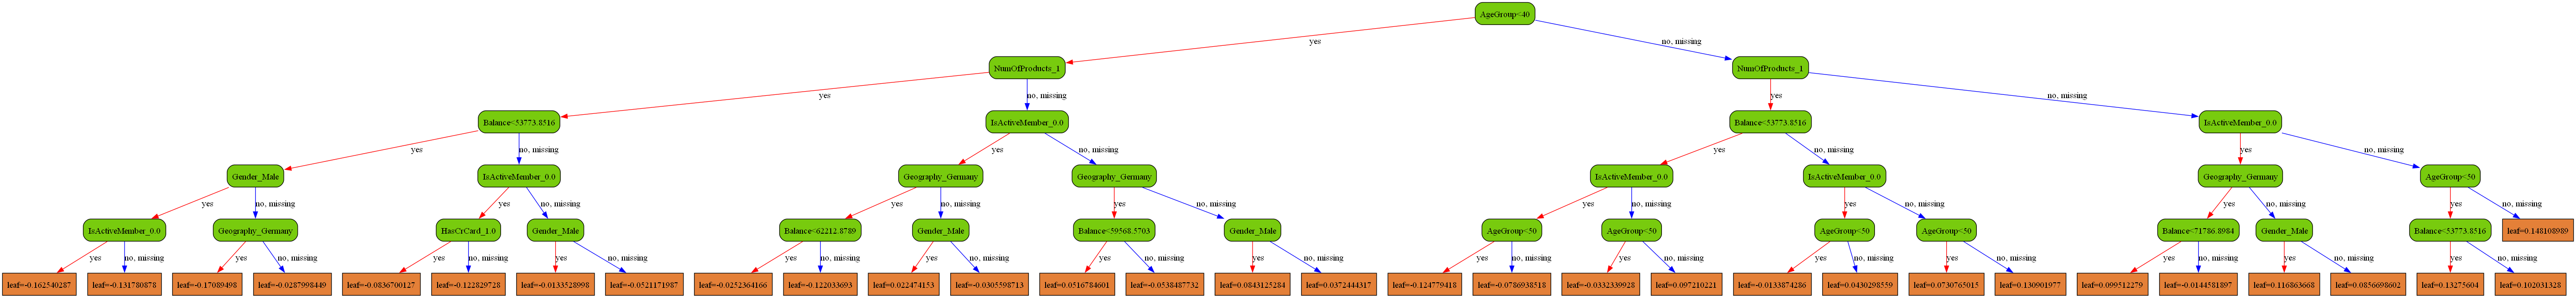 AgeGroup<40
yes
no, missing
NumOfProducts_1
NumOfProducts_1
yes
no, missing
yes
no, missing
Balance<53773.8516
IsActiveMember_0.0
Balance<53773.8516
IsActiveMember_0.0
yes
no, missing
yes
no, missing
yes
no, missing
yes
no, missing
Gender_Male
IsActiveMember_0.0
Geography_Germany
Geography_Germany
IsActiveMember_0.0
IsActiveMember_0.0
Geography_Germany
AgeGroup<50
yes
no, missing
yes
no, missing
yes
no, missing
yes
no, missing
yes
no, missing
yes
no, missing
yes
no, missing
yes
no, missing
IsActiveMember_0.0
Geography_Germany
HasCrCard_1.0
Gender_Male
Balance<62212.8789
Gender_Male
Balance<59568.5703
Gender_Male
AgeGroup<50
AgeGroup<50
AgeGroup<50
AgeGroup<50
Balance<71786.8984
Gender_Male
Balance<53773.8516
leaf=0.148108989
yes
no, missing
yes
no, missing
yes
no, missing
yes
no, missing
yes
no, missing
yes
no, missing
yes
no, missing
yes
no, missing
yes
no, missing
yes
no, missing
yes
no, missing
yes
no, missing
yes
no, missing
yes
no, missing
yes
no, missing
leaf=-0.162540287
leaf=-0.131780878
leaf=-0.17089498
leaf=-0.0287998449
leaf=-0.0836700127
leaf=-0.122829728
leaf=-0.0133528998
leaf=-0.0521171987
leaf=-0.0252364166
leaf=-0.122033693
leaf=0.022474153
leaf=-0.0305598713
leaf=0.0516784601
leaf=-0.0538487732
leaf=0.0843125284
leaf=0.0372444317
leaf=-0.124779418
leaf=-0.0786938518
leaf=-0.0332339928
leaf=0.097210221
leaf=-0.0133874286
leaf=0.0430298559
leaf=0.0730765015
leaf=0.130901977
leaf=0.099512279
leaf=-0.0144581897
leaf=0.116863668
leaf=0.0856698602
leaf=0.13275604
leaf=0.102031328